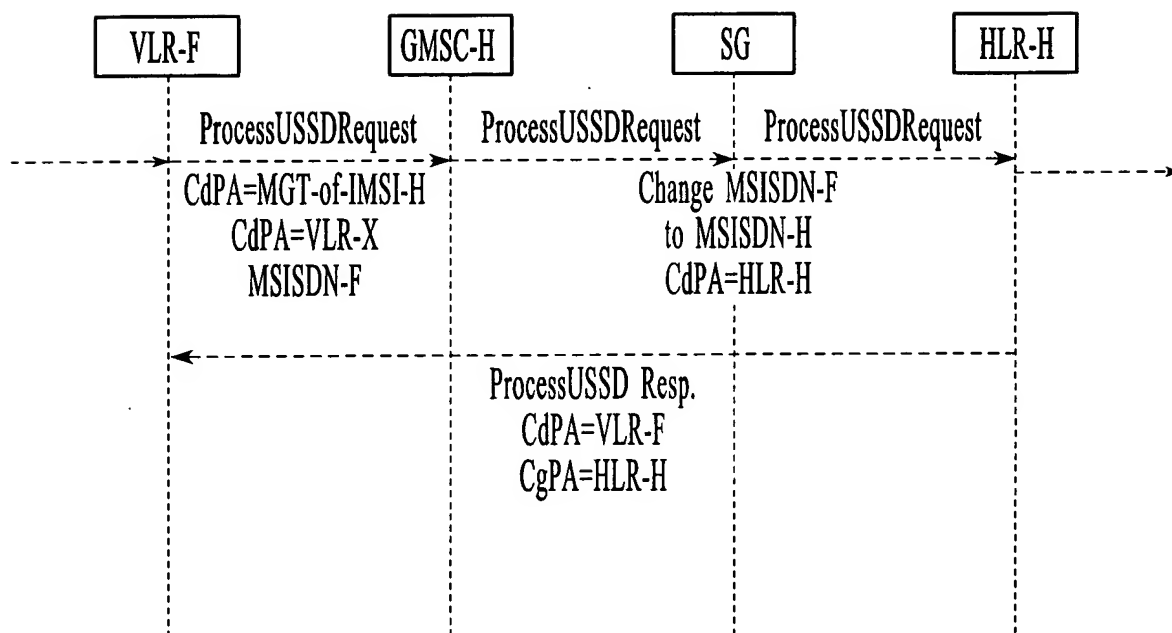 VLR-F
GMSC-H
SG
HLR-H
ProcessUSSDRequest
ProcessUSSDRequest
ProcessUSSDRequest
CdPA=MGT-of-IMSI-H
CdPA=VLR-X
MSISDN-F
Change MSISDN-F
to MSISDN-H
CdPA=HLR-H
ProcessUSSD Resp.
CdPA=VLR-F
CgPA=HLR-H